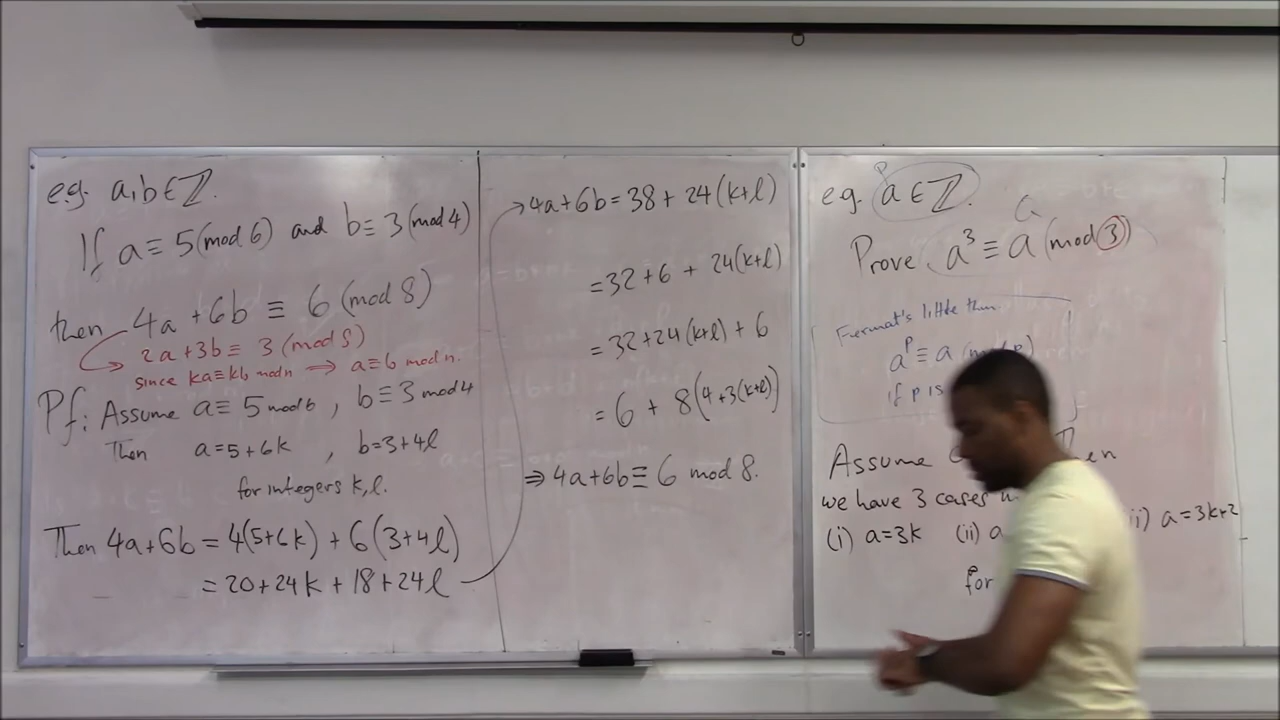 e.g. a,b ∈ ℤ.
If a ≡ 5 (mod 6) and b ≡ 3 (mod 4)
then 4a + 6b ≡ 6 (mod 8)
2a + 3b ≡ 3 (mod 8)
since ka ≡ kb mod n ⟹ a ≡ b mod n.
Pf: Assume a ≡ 5 mod 6 , b ≡ 3 mod 4
Then a = 5 + 6k , b = 3 + 4l
for integers k, l.
Then 4a + 6b = 4(5 + 6k) + 6(3 + 4l)
= 20 + 24k + 18 + 24l
4a + 6b = 38 + 24(k+l)
= 32 + 6 + 24(k+l)
= 32 + 24(k+l) + 6
= 6 + 8(4 + 3(k+l))
⇒ 4a + 6b ≡ 6 mod 8.
e.g. a ∈ ℤ.
Prove a³ ≡ a (mod 3)
Fermat's little thm...
aᵖ ≡ a
if p is
Assume
we have 3 cases
(i) a = 3k (ii) a = 3k+2
for